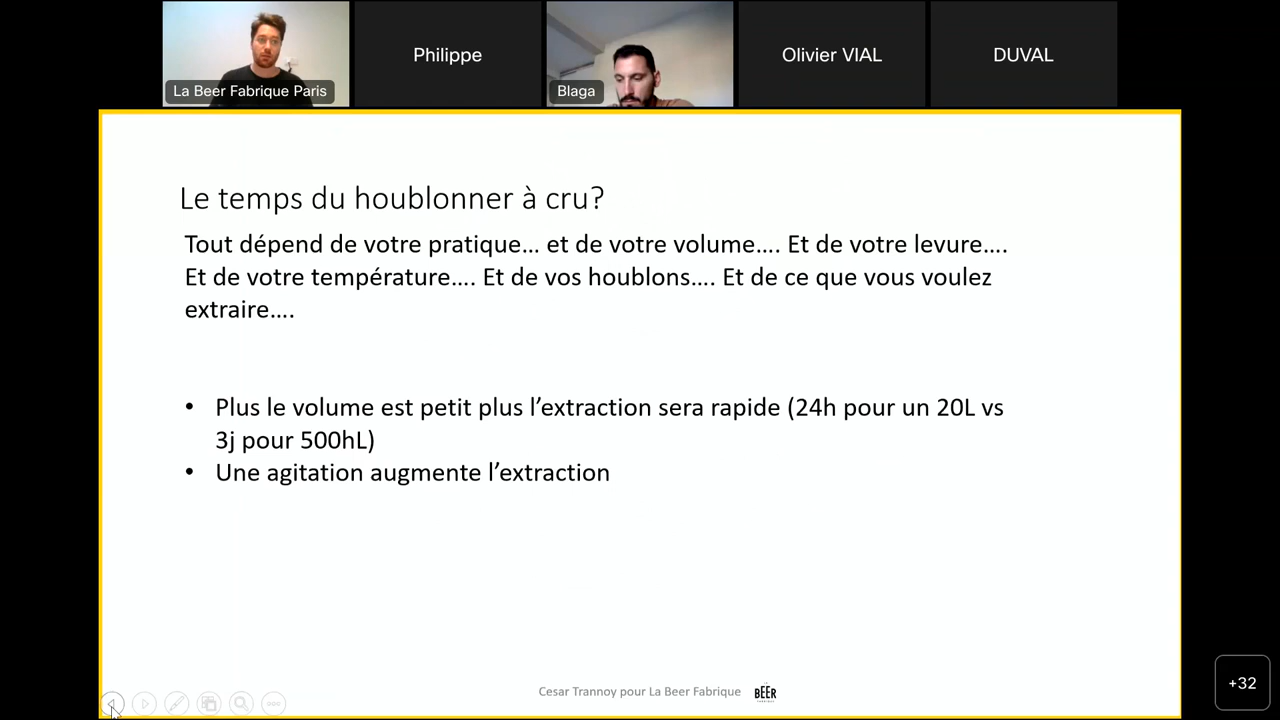 La Beer Fabrique Paris
Philippe
Blaga
Olivier VIAL
DUVAL
Le temps du houblonner à cru?
Tout dépend de votre pratique... et de votre volume.... Et de votre levure....
Et de votre température.... Et de vos houblons.... Et de ce que vous voulez
extraire....
• Plus le volume est petit plus l’extraction sera rapide (24h pour un 20L vs
3j pour 500hL)
• Une agitation augmente l’extraction
Cesar Trannoy pour La Beer Fabrique
BEER
+32